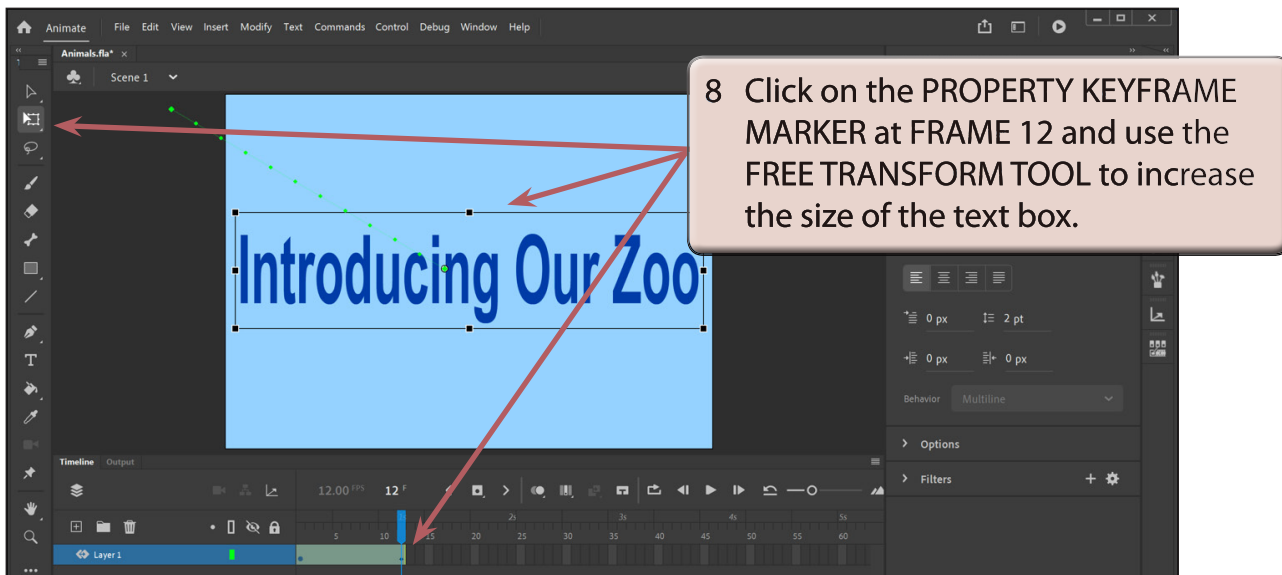 Animate File Edit View Insert Modify Text Commands Control Debug Window Help
Animals.fla* ×
Scene 1
8 Click on the PROPERTY KEYFRAME
MARKER at FRAME 12 and use the
FREE TRANSFORM TOOL to increase
the size of the text box.
Introducing Our Zoo
0 px 2 pt
0 px 0 px
Behavior Multiline
Options
Filters
Timeline Output
12.00 FPS 12 F
1s 2s 3s 4s 5s
5 10 15 20 25 30 35 40 45 50 55 60
Layer 1